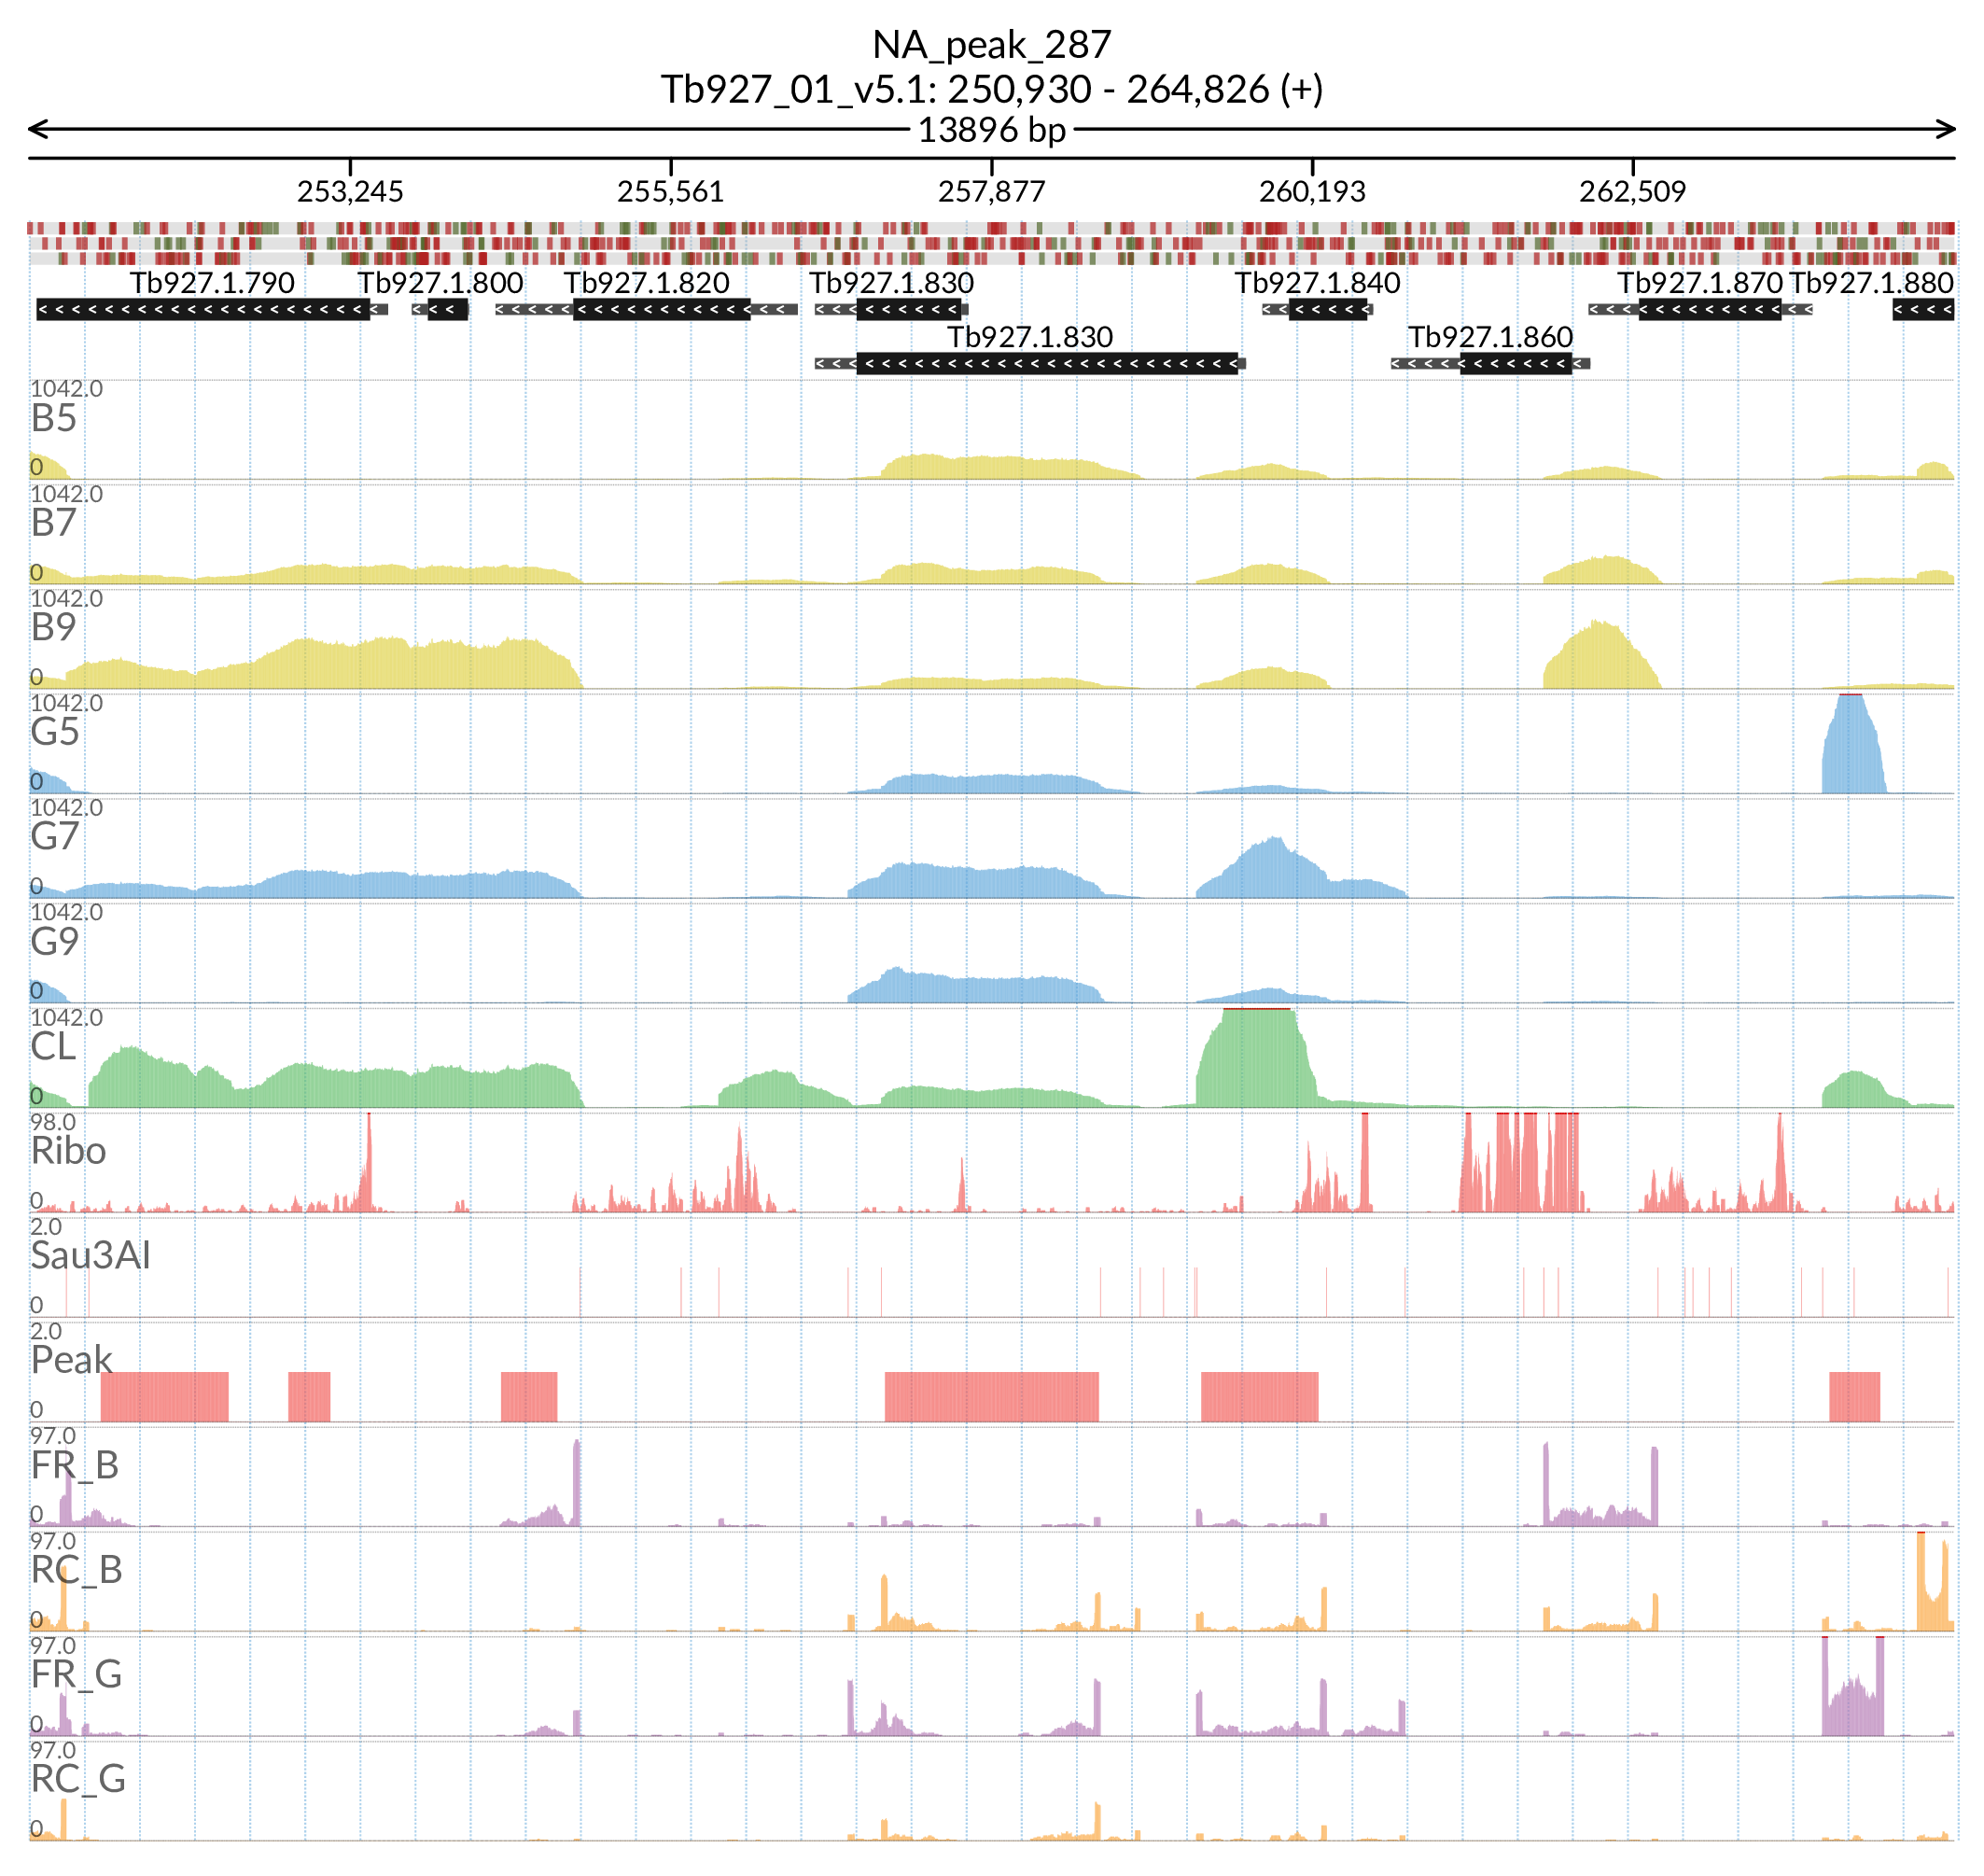 NA_peak_287
Tb927_01_v5.1: 250,930 - 264,826 (+)
13896 bp
253,245 255,561 257,877 260,193 262,509
Tb927.1.790 Tb927.1.800 Tb927.1.820 Tb927.1.830 Tb927.1.840 Tb927.1.870 Tb927.1.880
Tb927.1.830 Tb927.1.860
1042.0
B5
0
1042.0
B7
0
1042.0
B9
0
1042.0
G5
0
1042.0
G7
0
1042.0
G9
0
1042.0
CL
0
98.0
Ribo
0
2.0
Sau3AI
0
2.0
Peak
0
97.0
FR_B
0
97.0
RC_B
0
97.0
FR_G
0
97.0
RC_G
0